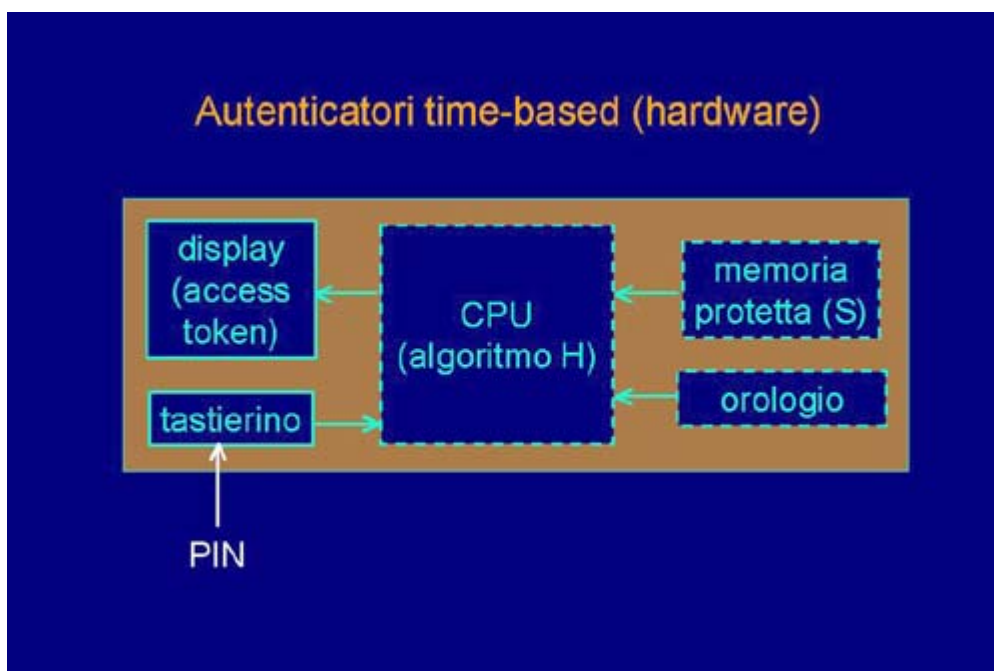 Autenticatori time-based (hardware)
display
(access
token)
tastierino
PIN
CPU
(algoritmo H)
memoria
protetta (S)
orologio